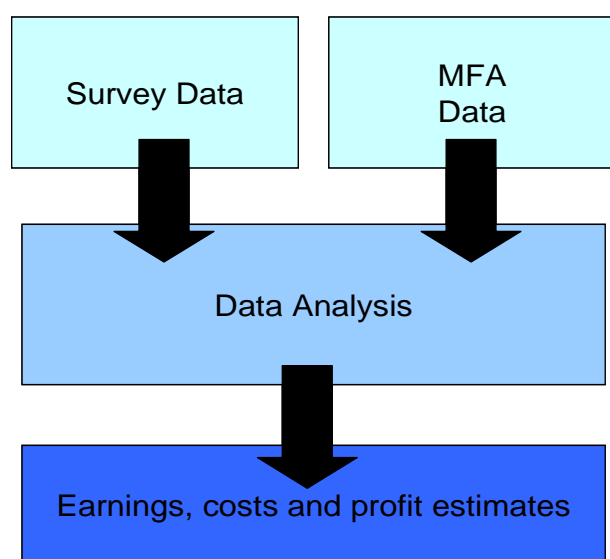 Survey Data
MFA
Data
Data Analysis
Earnings, costs and profit estimates